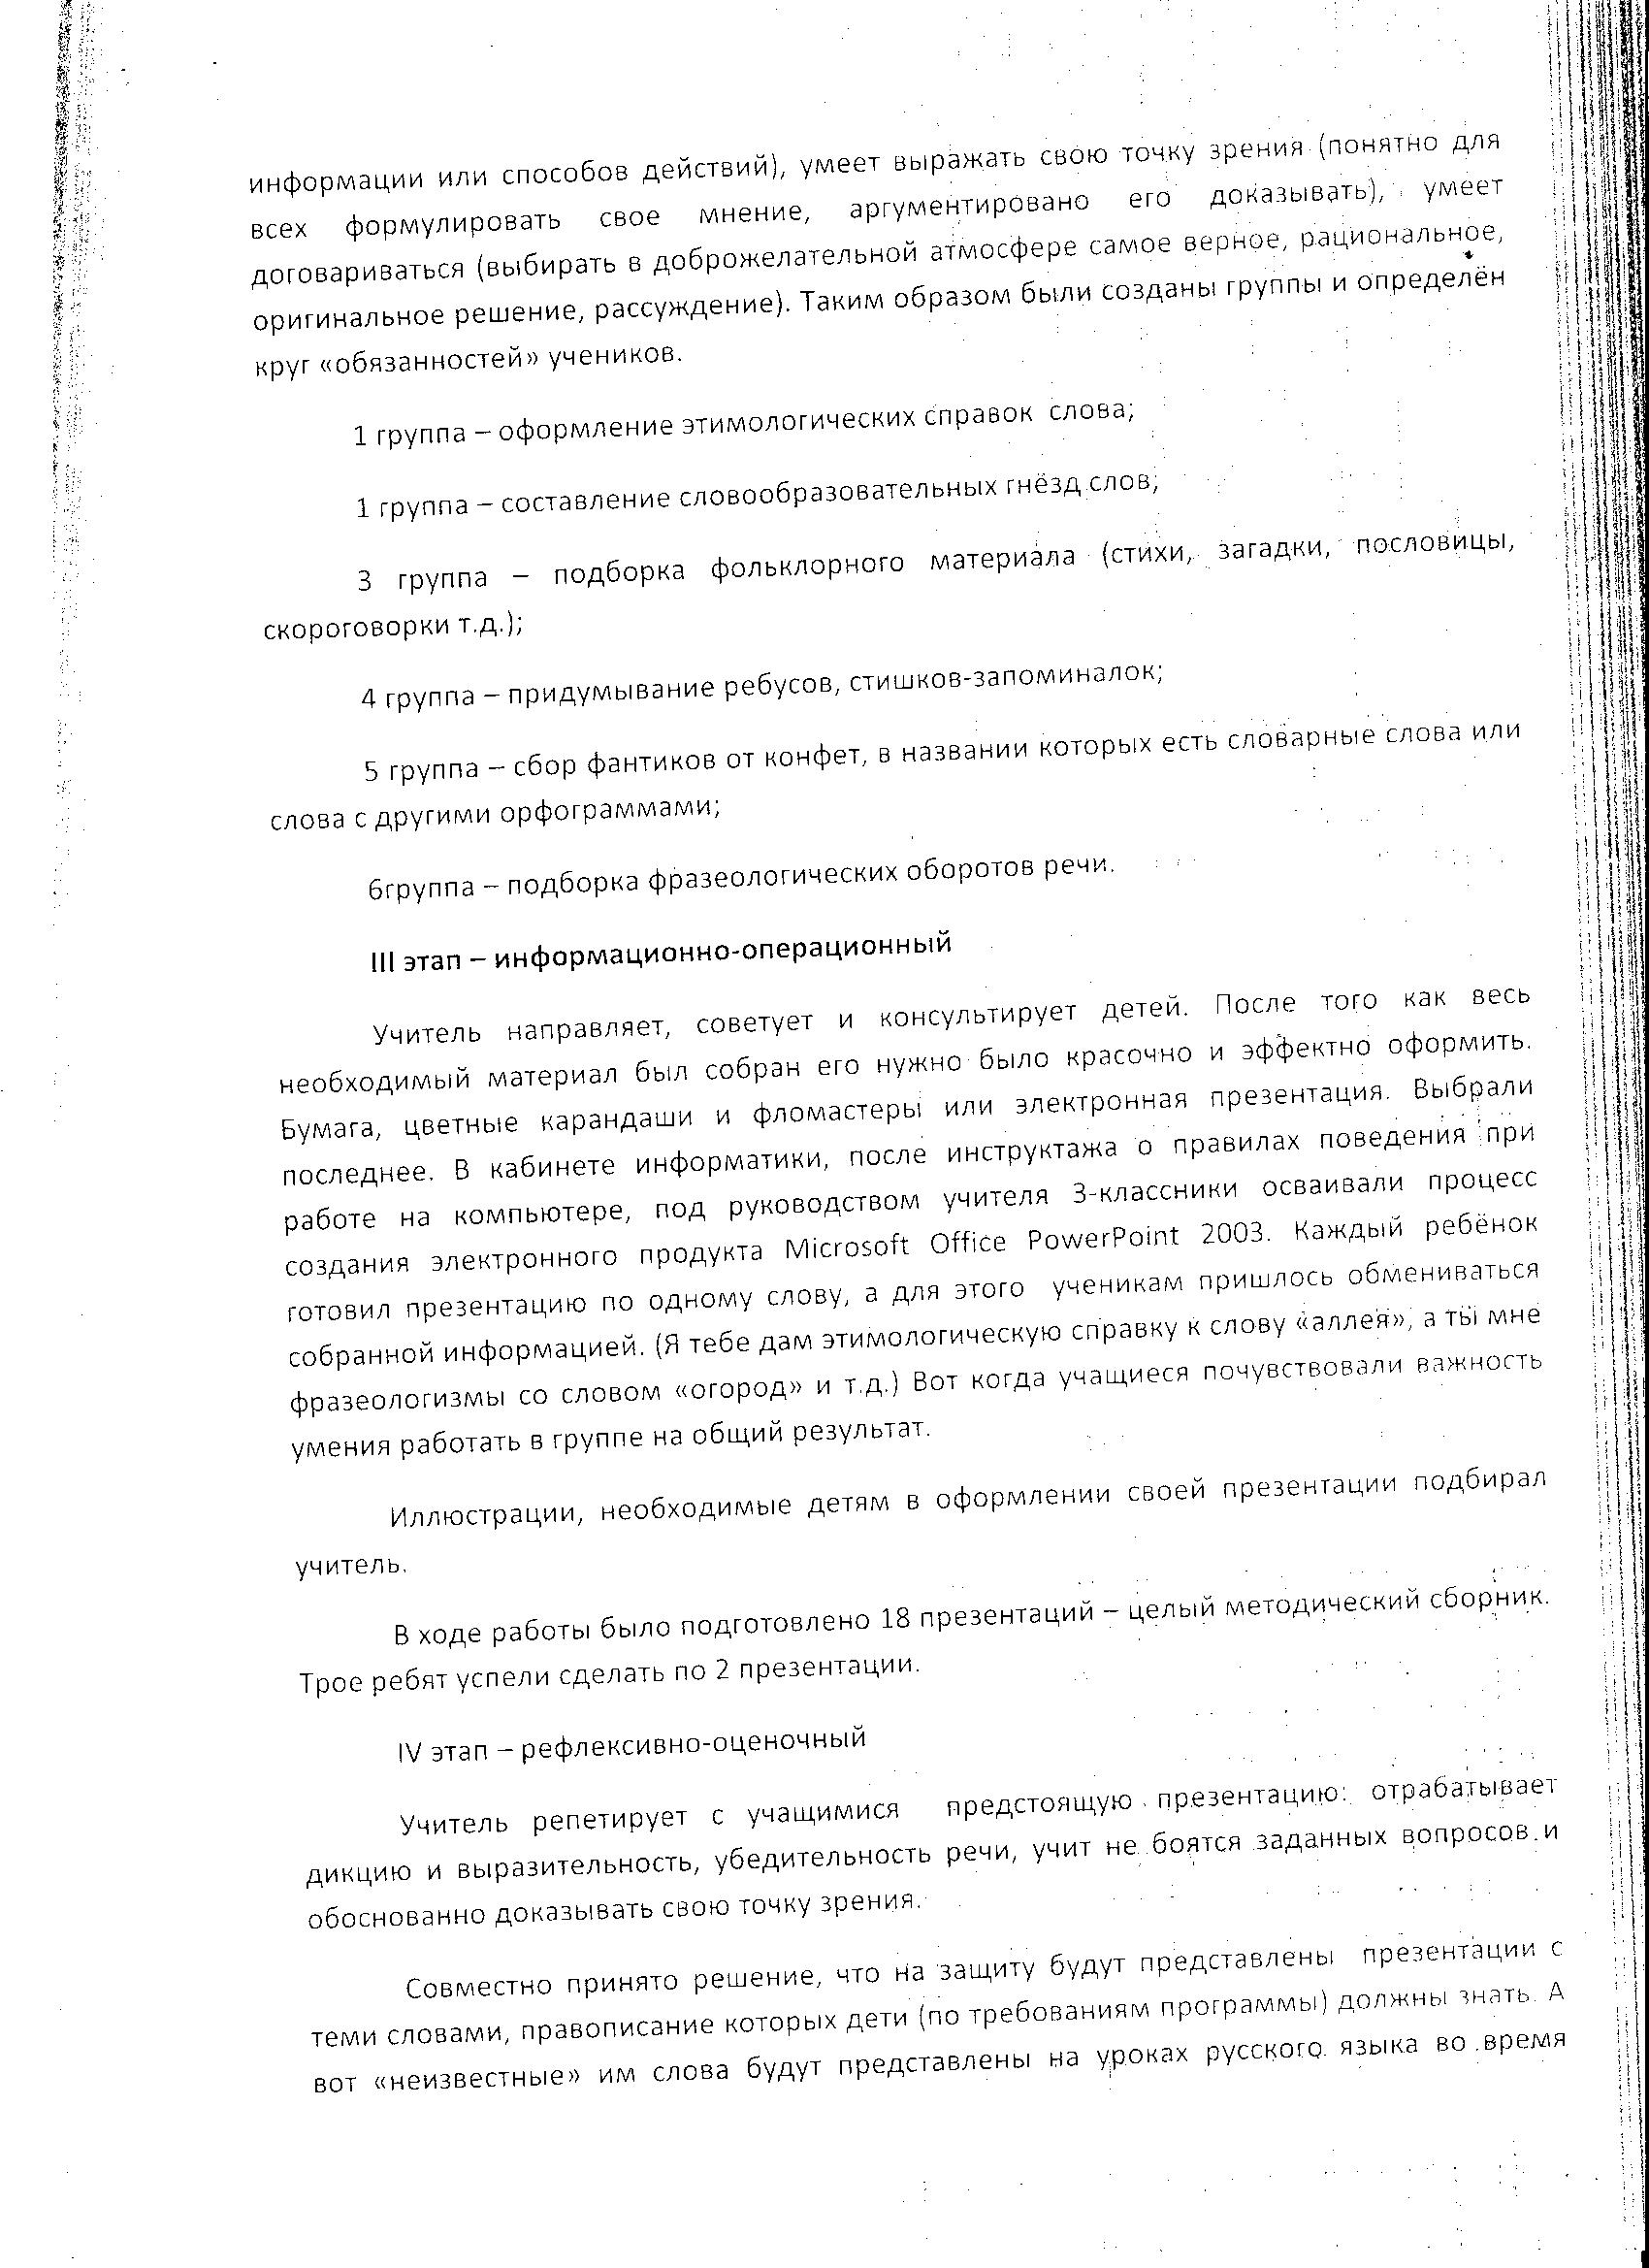 информации или способов действий), умеет выражать свою точку зрения (понятно для
всех формулировать свое мнение, аргументировано его доказывать), умеет
договариваться (выбирать в доброжелательной атмосфере самое верное, рациональное,
оригинальное решение, рассуждение). Таким образом были созданы группы и определён
круг «обязанностей» учеников.
1 группа – оформление этимологических справок слова;
1 группа – составление словообразовательных гнёзд слов;
3 группа – подборка фольклорного материала (стихи, загадки, пословицы,
скороговорки т.д.);
4 группа – придумывание ребусов, стишков-запоминалок;
5 группа – сбор фантиков от конфет, в названии которых есть словарные слова или
слова с другими орфограммами;
6группа – подборка фразеологических оборотов речи.
III этап – информационно-операционный
Учитель направляет, советует и консультирует детей. После того как весь
необходимый материал был собран его нужно было красочно и эффектно оформить.
Бумага, цветные карандаши и фломастеры или электронная презентация. Выбрали
последнее. В кабинете информатики, после инструктажа о правилах поведения при
работе на компьютере, под руководством учителя 3-классники осваивали процесс
создания электронного продукта Microsoft Office PowerPoint 2003. Каждый ребёнок
готовил презентацию по одному слову, а для этого ученикам пришлось обмениваться
собранной информацией. (Я тебе дам этимологическую справку к слову «аллея», а ты мне
фразеологизмы со словом «огород» и т.д.) Вот когда учащиеся почувствовали важность
умения работать в группе на общий результат.
Иллюстрации, необходимые детям в оформлении своей презентации подбирал
учитель.
В ходе работы было подготовлено 18 презентаций – целый методический сборник.
Трое ребят успели сделать по 2 презентации.
IV этап – рефлексивно-оценочный
Учитель репетирует с учащимися предстоящую презентацию: отрабатывает
дикцию и выразительность, убедительность речи, учит не боятся заданных вопросов и
обоснованно доказывать свою точку зрения.
Совместно принято решение, что на защиту будут представлены презентации с
теми словами, правописание которых дети (по требованиям программы) должны знать. А
вот «неизвестные» им слова будут представлены на уроках русского языка во время